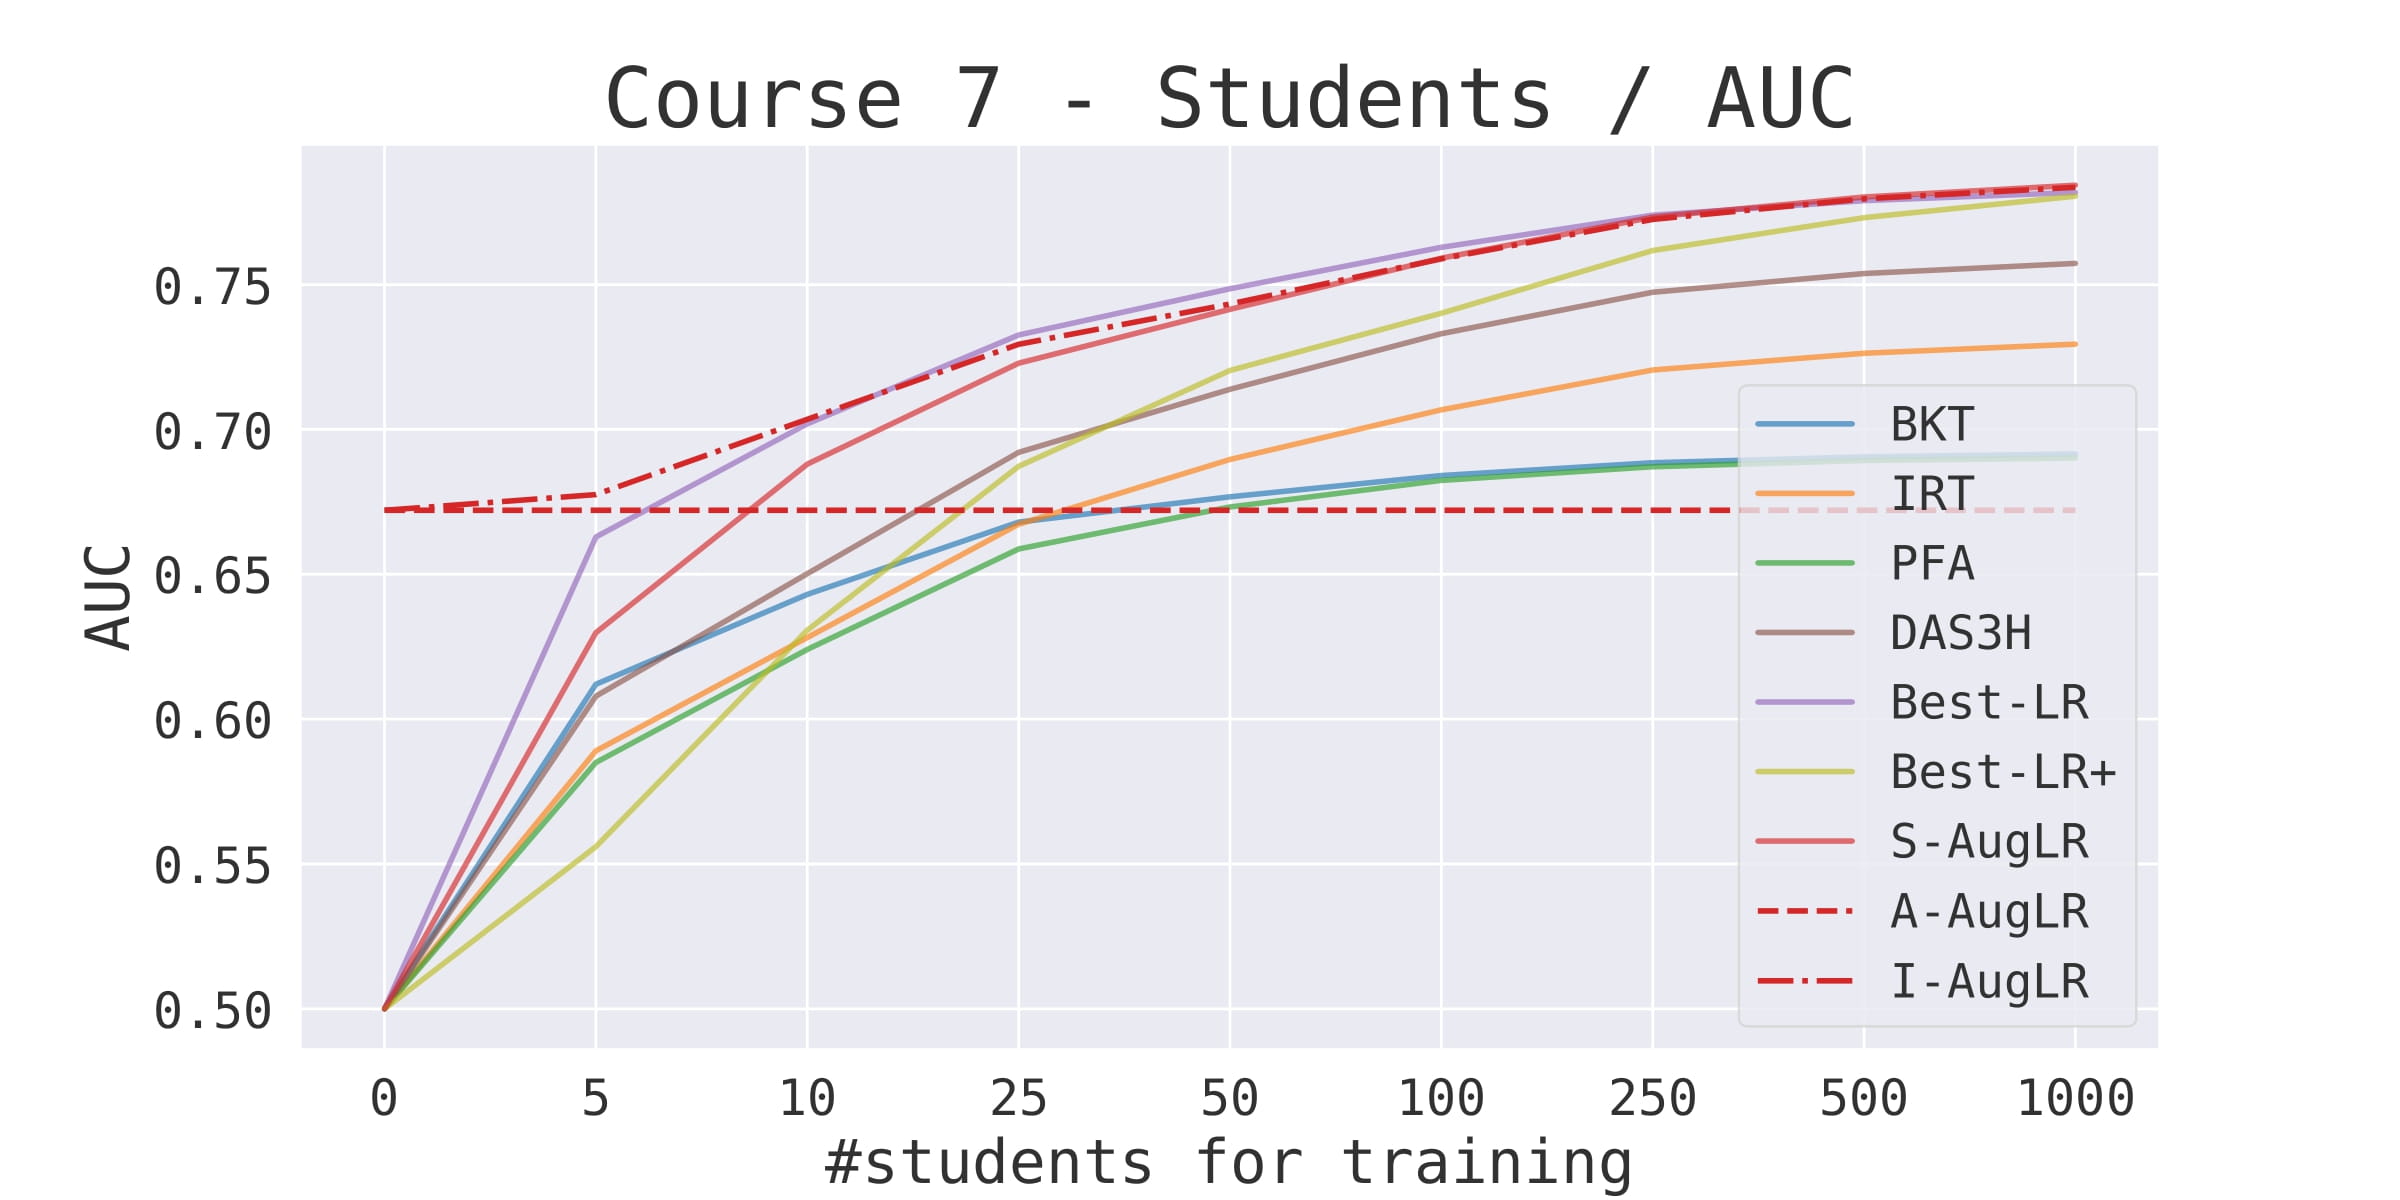 Course 7 - Students / AUC
AUC
0.75
0.70
0.65
0.60
0.55
0.50
BKT
IRT
PFA
DAS3H
Best-LR
Best-LR+
S-AugLR
A-AugLR
I-AugLR
0 5 10 25 50 100 250 500 1000
#students for training